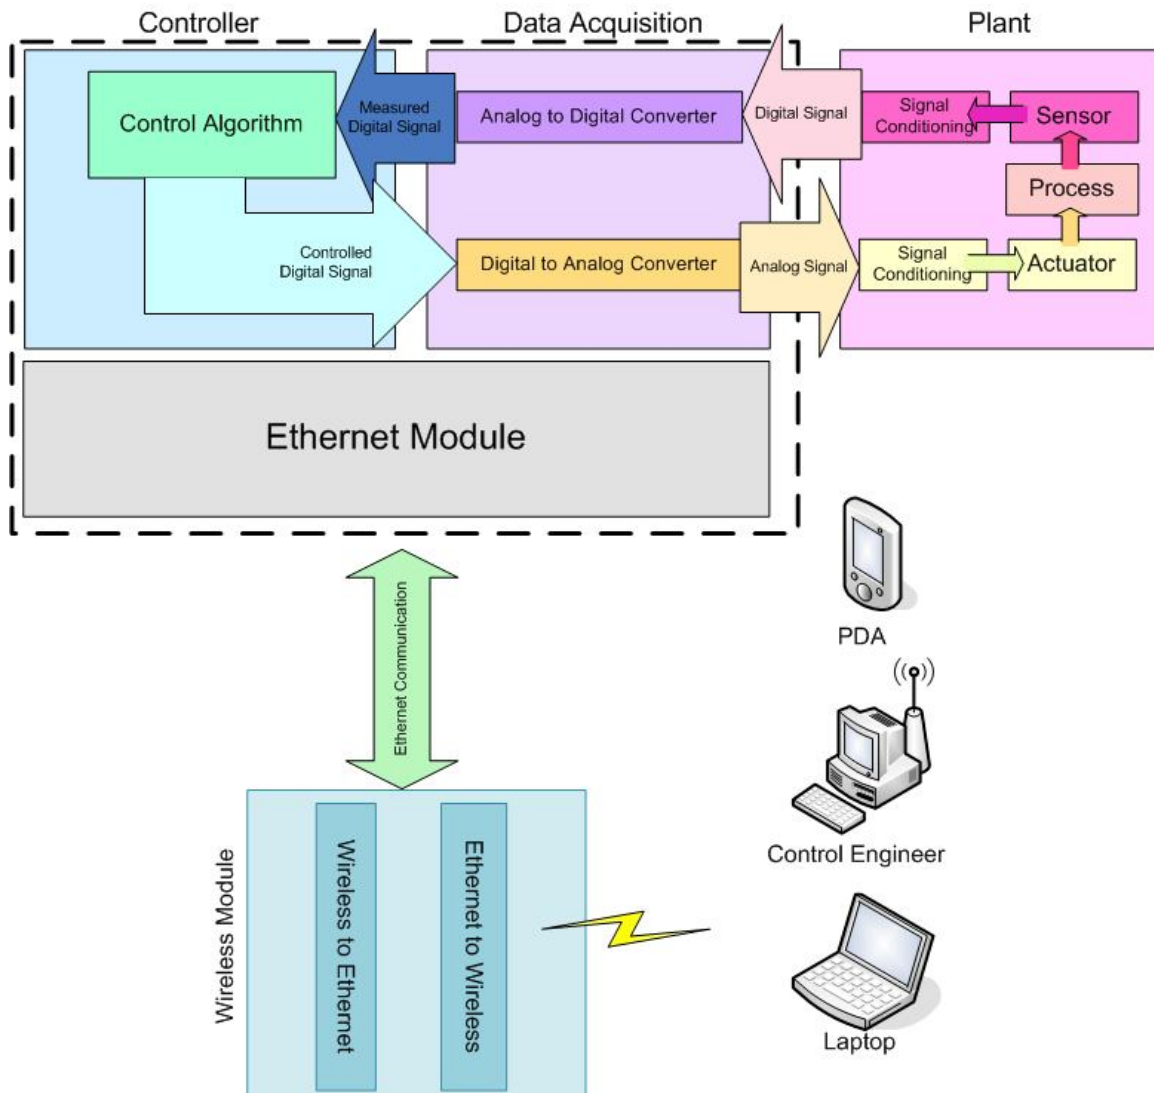 Controller
Data Acquisition
Plant
Control Algorithm
Measured
Digital Signal
Analog to Digital Converter
Digital Signal
Signal
Conditioning
Sensor
Process
Controlled
Digital Signal
Digital to Analog Converter
Analog Signal
Signal
Conditioning
Actuator
Ethernet Module
Ethernet Communication
PDA
Control Engineer
Laptop
Wireless Module
Wireless to Ethernet
Ethernet to Wireless